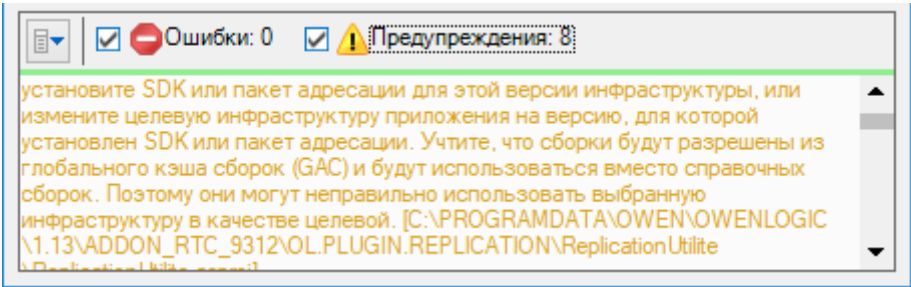 Ошибки: 0 Предупреждения: 8
установите SDK или пакет адресации для этой версии инфраструктуры, или
измените целевую инфраструктуру приложения на версию, для которой
установлен SDK или пакет адресации. Учтите, что сборки будут разрешены из
глобального кэша сборок (GAC) и будут использоваться вместо справочных
сборок. Поэтому они могут неправильно использовать выбранную
инфраструктуру в качестве целевой. [C:\PROGRAMDATA\OWEN\OWENLOGIC
\1.13\ADDON_RTC_9312\OL.PLUGIN.REPLICATION\ReplicationUtilite